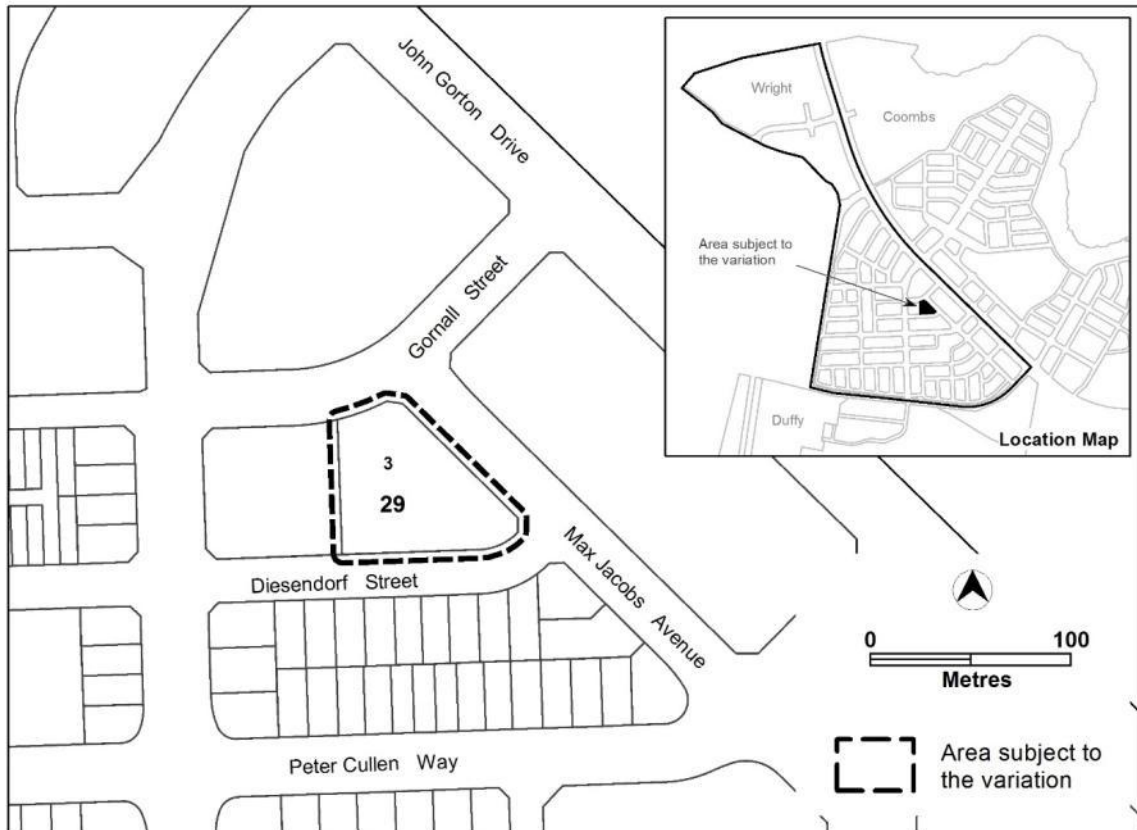 John Gorton Drive
Gornall Street
3
29
Diesendorf Street
Max Jacobs Avenue
Peter Cullen Way
Wright
Coombs
Area subject to
the variation
Duffy
Location Map
0 100
Metres
Area subject to
the variation